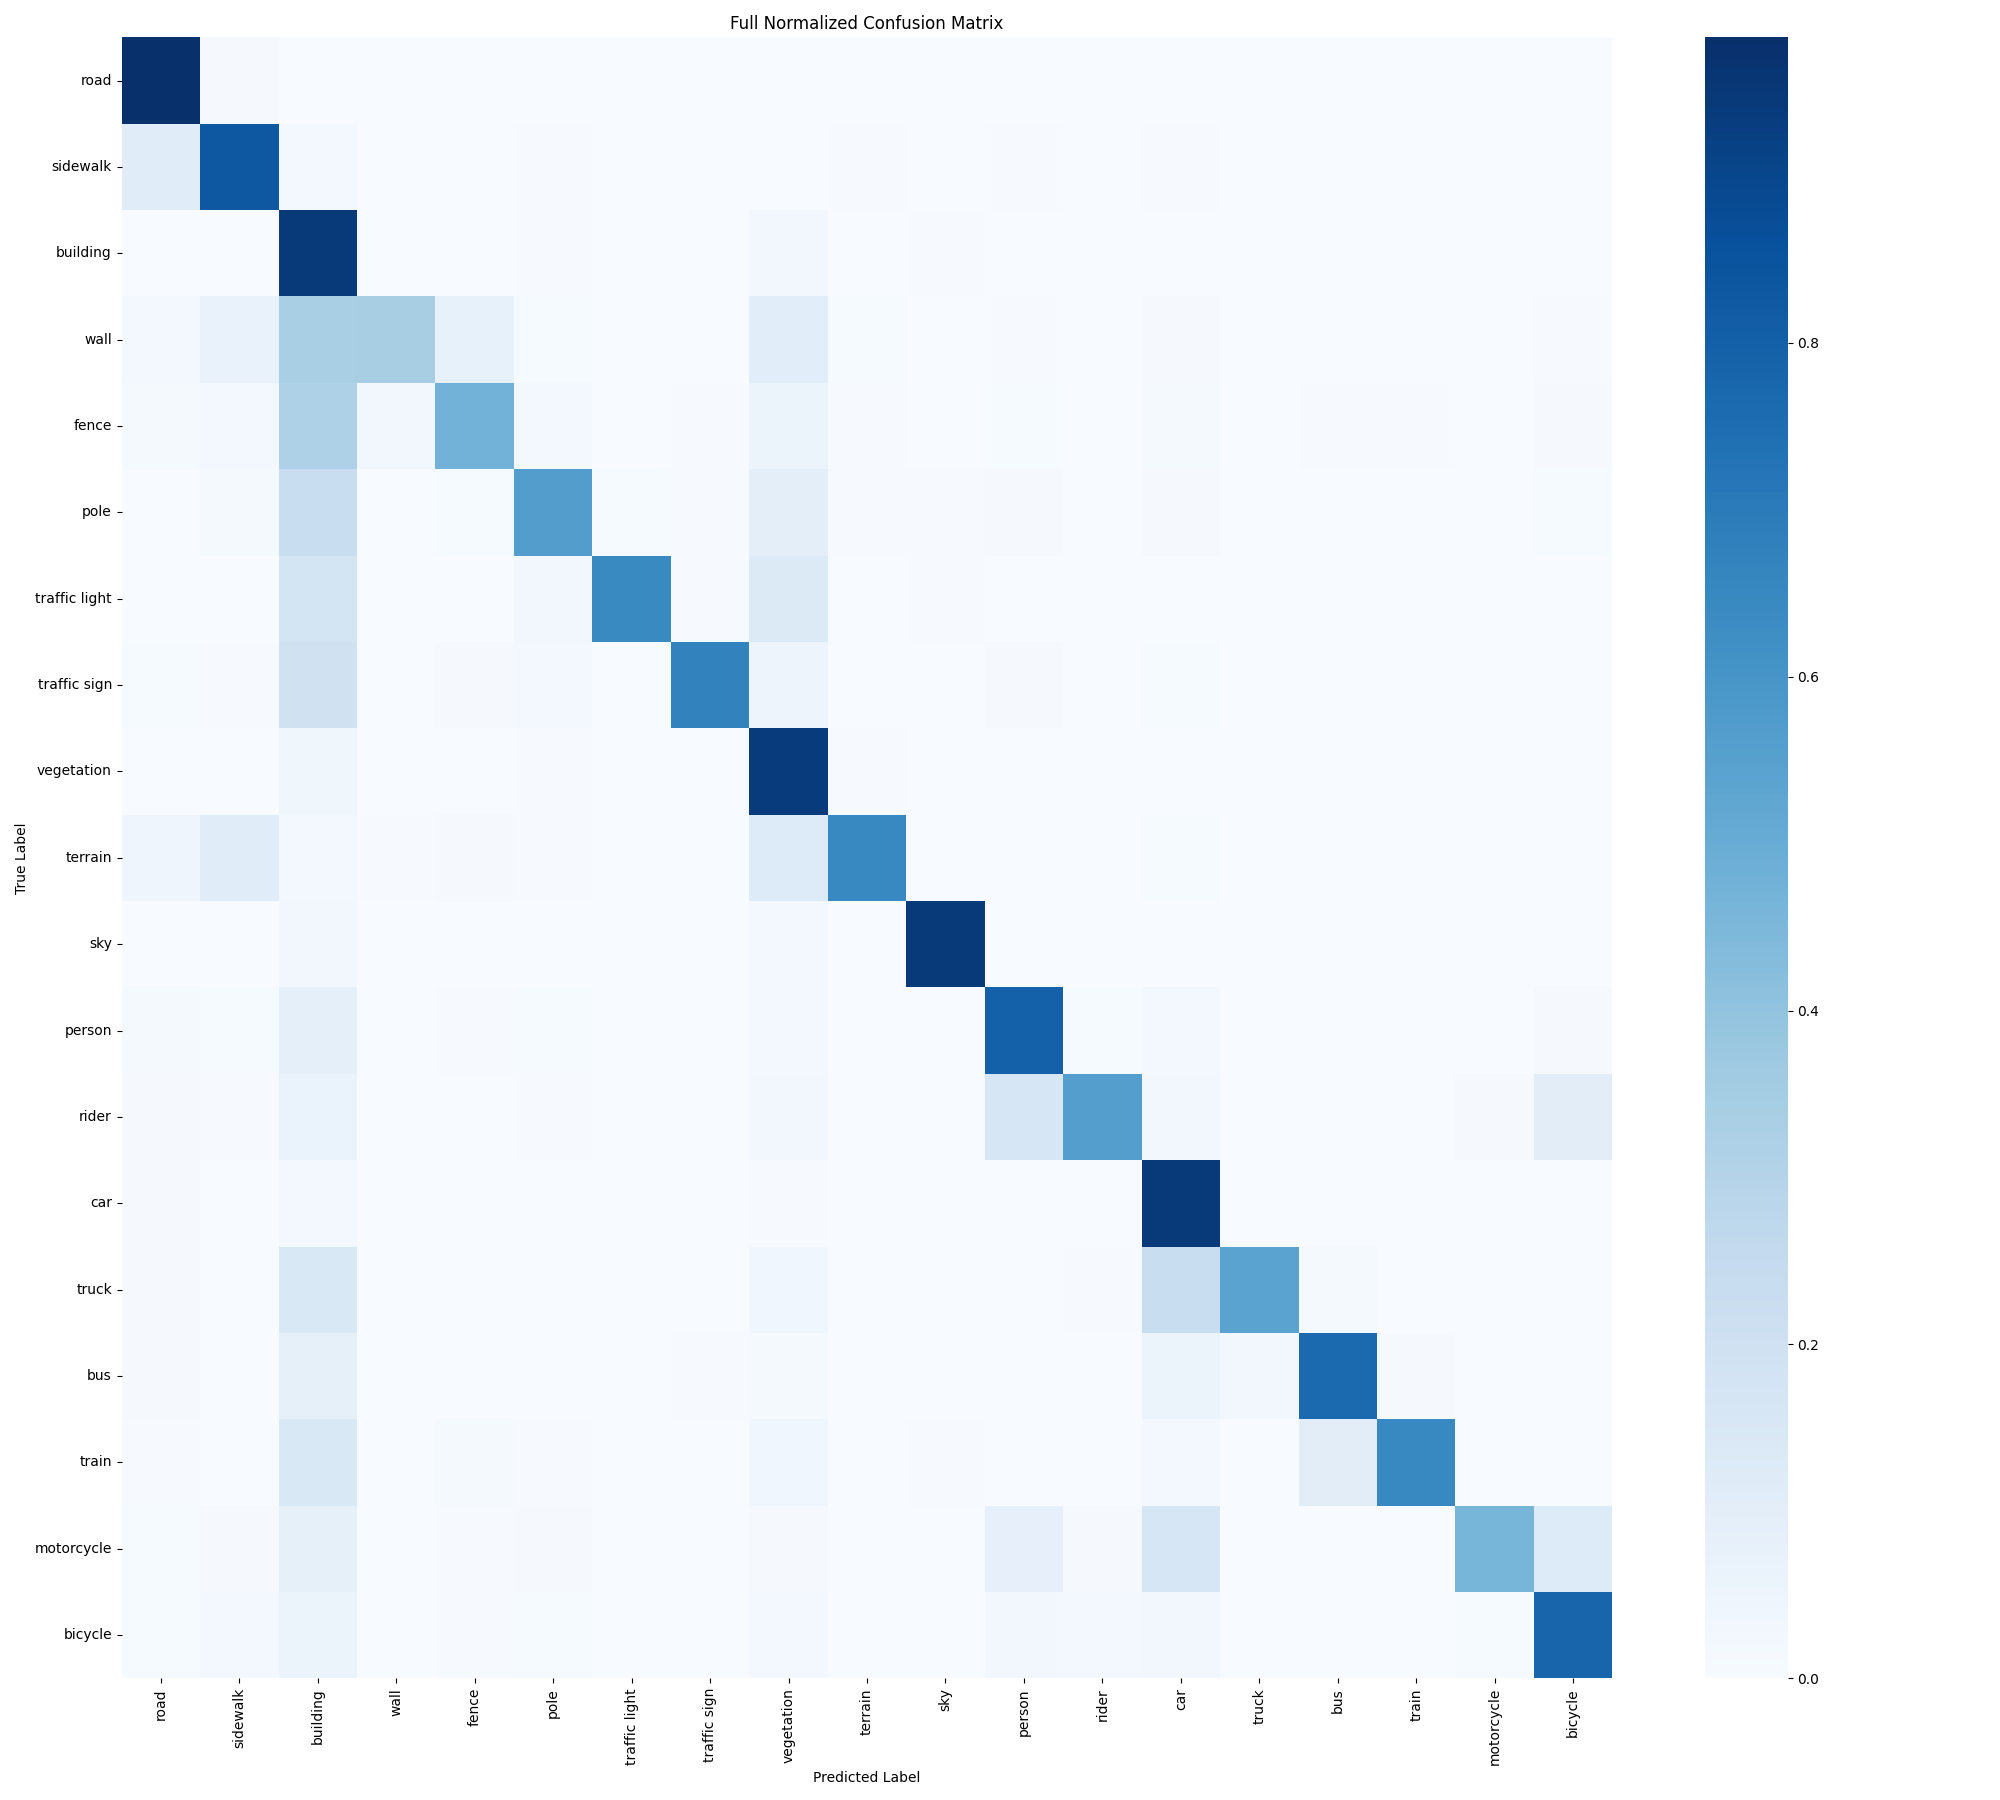 Full Normalized Confusion Matrix
True Label
road
sidewalk
building
wall
fence
pole
traffic light
traffic sign
vegetation
terrain
sky
person
rider
car
truck
bus
train
motorcycle
bicycle
road
sidewalk
building
wall
fence
pole
traffic light
traffic sign
vegetation
terrain
sky
person
rider
car
truck
bus
train
motorcycle
bicycle
Predicted Label
0.8
0.6
0.4
0.2
0.0